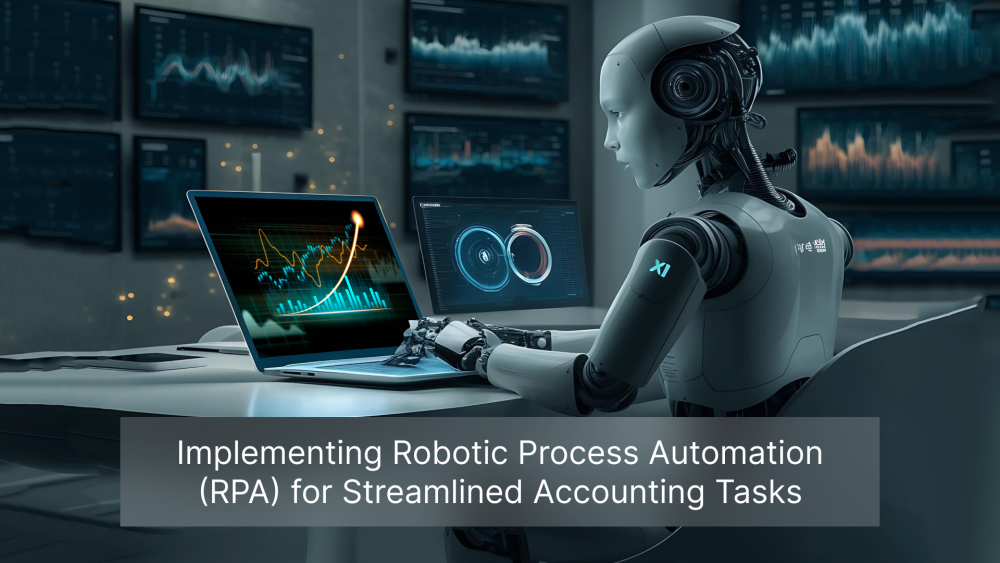 XI
Implementing Robotic Process Automation
(RPA) for Streamlined Accounting Tasks